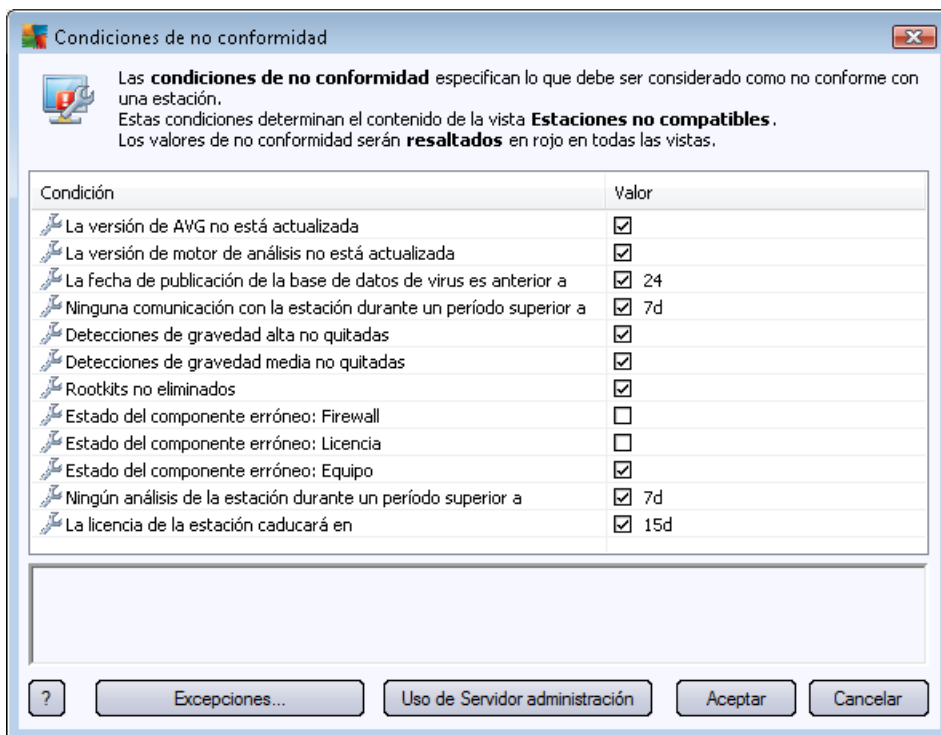 Condiciones de no conformidad
Las condiciones de no conformidad especifican lo que debe ser considerado como no conforme con
una estación.
Estas condiciones determinan el contenido de la vista Estaciones no compatibles.
Los valores de no conformidad serán resaltados en rojo en todas las vistas.
Condición Valor
La versión de AVG no está actualizada
La versión de motor de análisis no está actualizada
La fecha de publicación de la base de datos de virus es anterior a 24
Ninguna comunicación con la estación durante un período superior a 7d
Detecciones de gravedad alta no quitadas
Detecciones de gravedad media no quitadas
Rootkits no eliminados
Estado del componente erróneo: Firewall
Estado del componente erróneo: Licencia
Estado del componente erróneo: Equipo
Ningún análisis de la estación durante un período superior a 7d
La licencia de la estación caducará en 15d
? Excepciones... Uso de Servidor administración Aceptar Cancelar